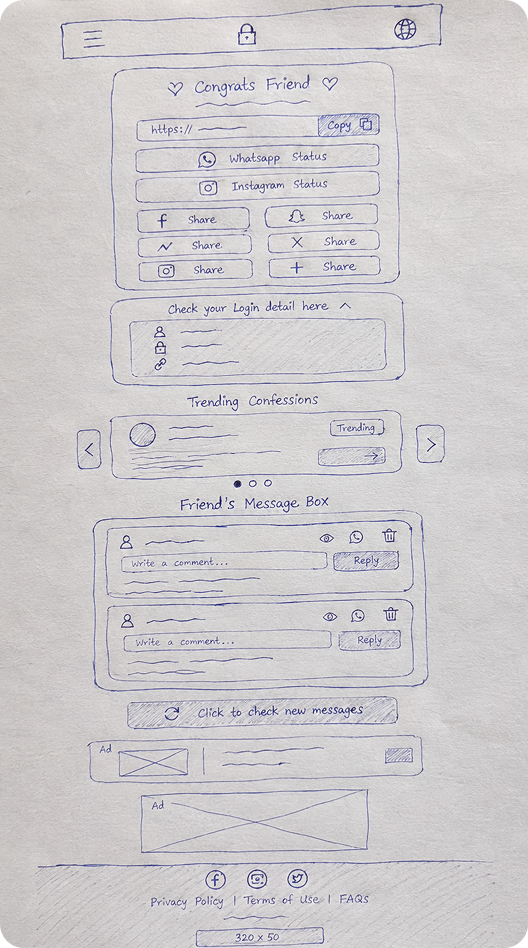 Congrats Friend
https://
Copy
Whatsapp Status
Instagram Status
Share Share
Share Share
Share Share
Check your Login detail here
Trending Confessions
Trending
Friend's Message Box
Write a comment...
Reply
Write a comment...
Reply
Click to check new messages
Ad
Ad
Privacy Policy | Terms of Use | FAQs
320 x 50